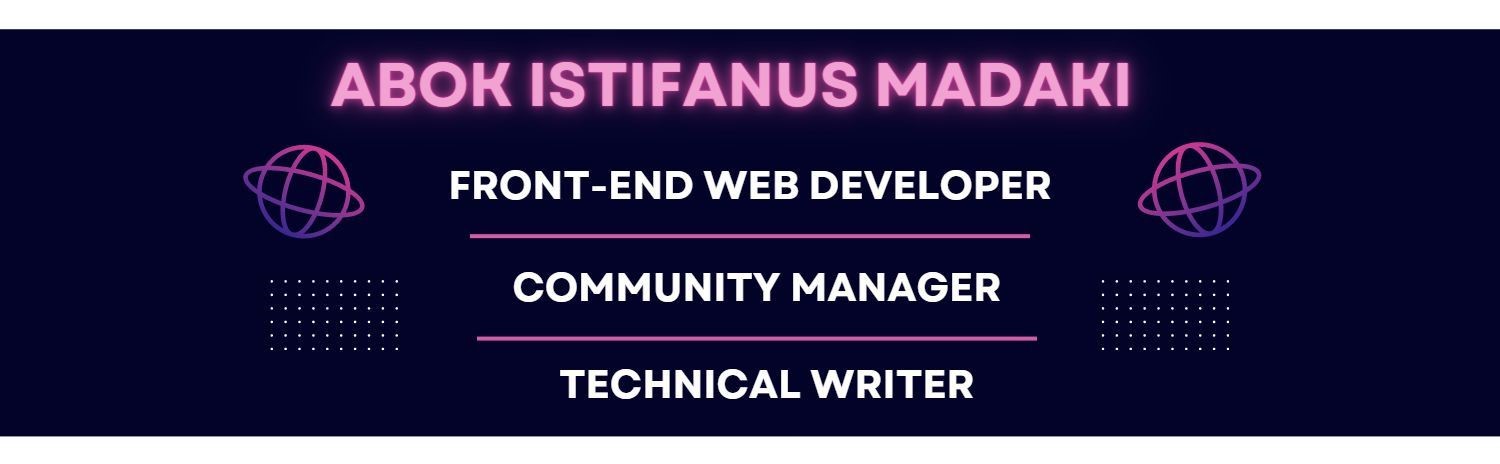 ABOK ISTIFANUS MADAKI
FRONT-END WEB DEVELOPER
COMMUNITY MANAGER
TECHNICAL WRITER